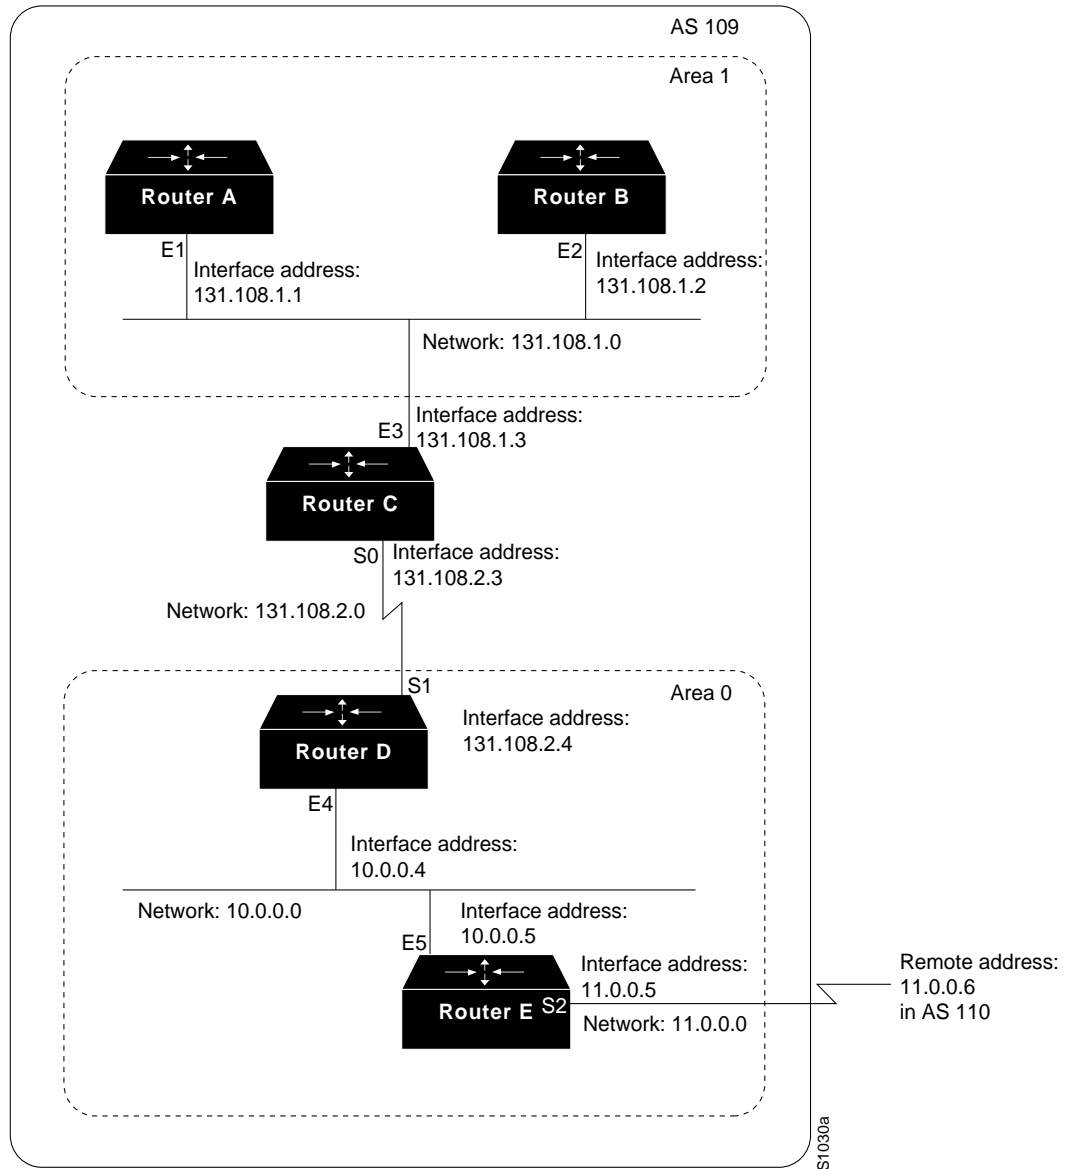 AS 109
Area 1
Router A
Router B
E1
Interface address:
131.108.1.1
E2
Interface address:
131.108.1.2
Network: 131.108.1.0
E3
Interface address:
131.108.1.3
Router C
S0
Interface address:
131.108.2.3
Network: 131.108.2.0
S1
Area 0
Interface address:
131.108.2.4
Router D
E4
Interface address:
10.0.0.4
Network: 10.0.0.0
Interface address:
10.0.0.5
E5
Interface address:
11.0.0.5
Router E
S2
Network: 11.0.0.0
Remote address:
11.0.0.6
in AS 110
S1030a